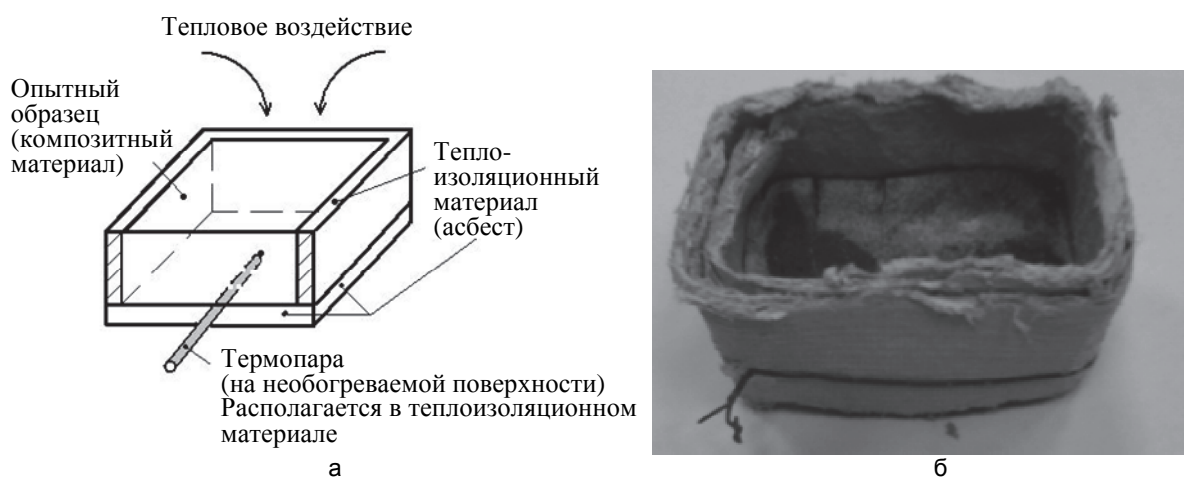 Тепловое воздействие
Опытный
образец
(композитный
материал)
Тепло-
изоляционный
материал
(асбест)
Термопара
(на необогреваемой поверхности)
Располагается в теплоизоляционном
материале
а
б